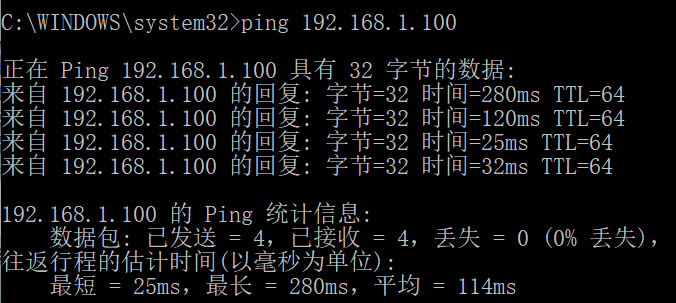 C:\WINDOWS\system32>ping 192.168.1.100
正在 Ping 192.168.1.100 具有 32 字节的数据:
来自 192.168.1.100 的回复: 字节=32 时间=280ms TTL=64
来自 192.168.1.100 的回复: 字节=32 时间=120ms TTL=64
来自 192.168.1.100 的回复: 字节=32 时间=25ms TTL=64
来自 192.168.1.100 的回复: 字节=32 时间=32ms TTL=64
192.168.1.100 的 Ping 统计信息:
数据包: 已发送 = 4，已接收 = 4，丢失 = 0 (0% 丢失)，
往返行程的估计时间(以毫秒为单位):
最短 = 25ms，最长 = 280ms，平均 = 114ms